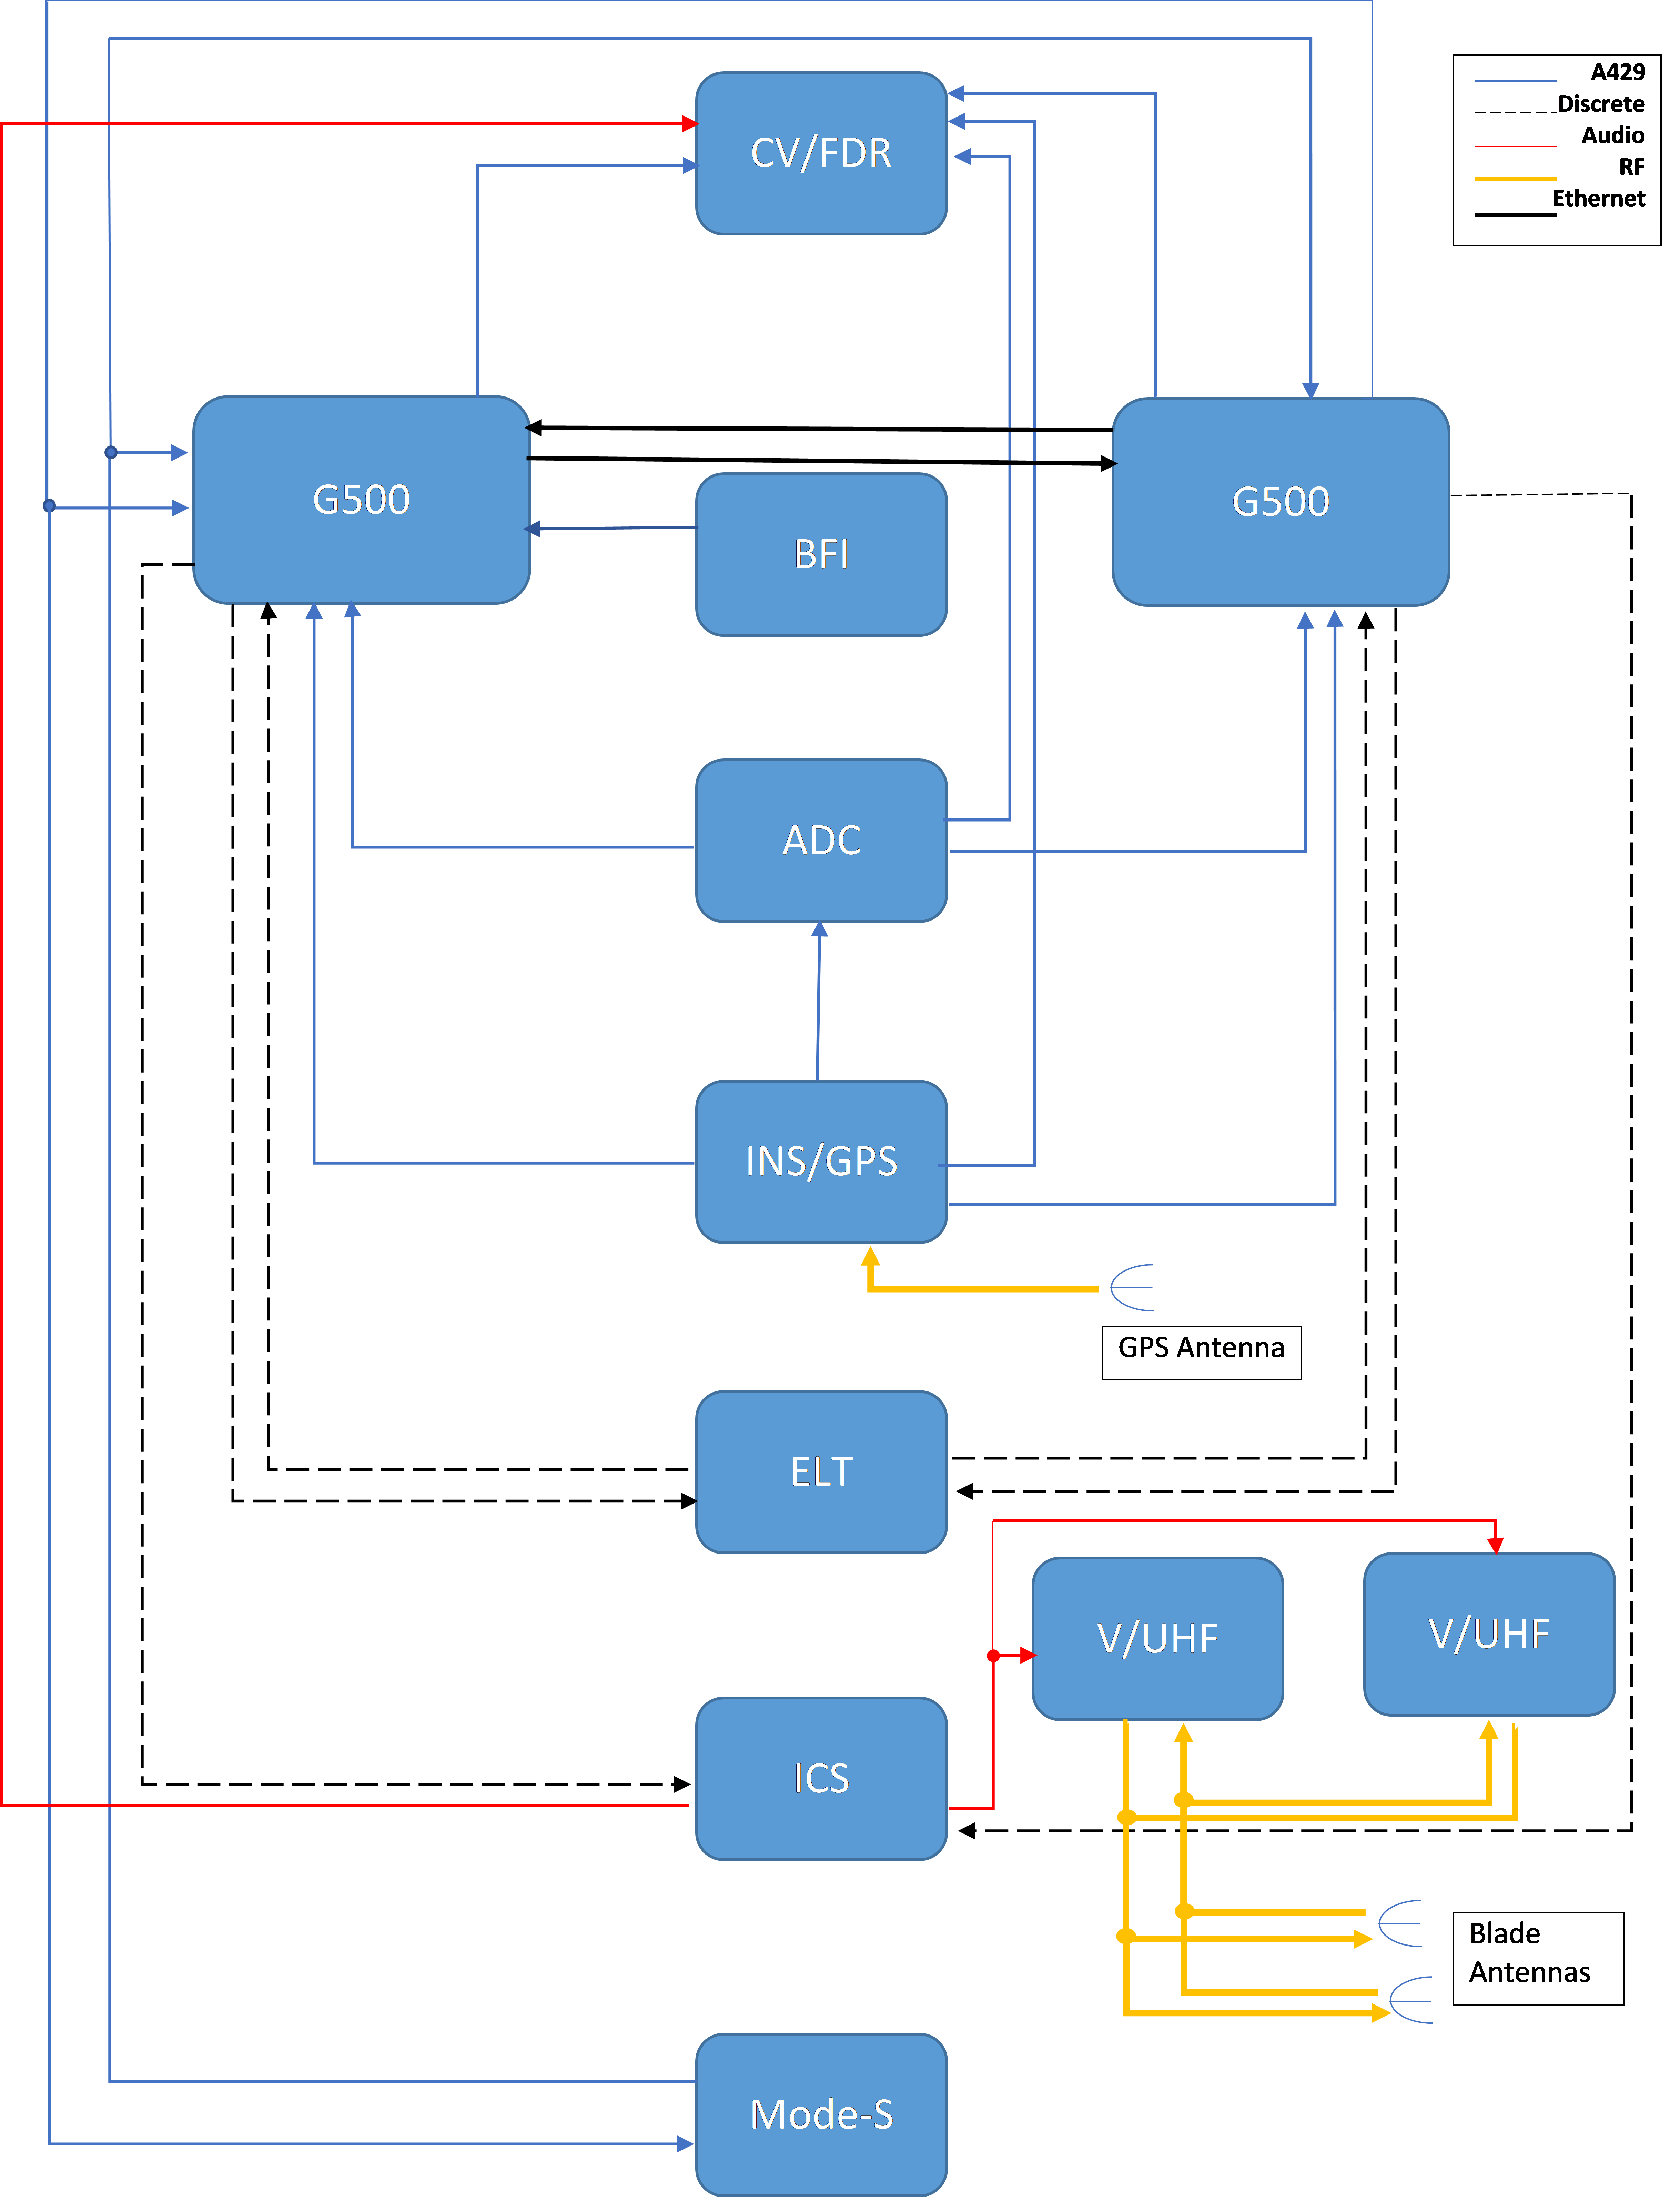 A429
Discrete
Audio
RF
Ethernet
CV/FDR
G500
G500
BFI
ADC
INS/GPS
GPS Antenna
ELT
V/UHF
V/UHF
ICS
Blade
Antennas
Mode-S